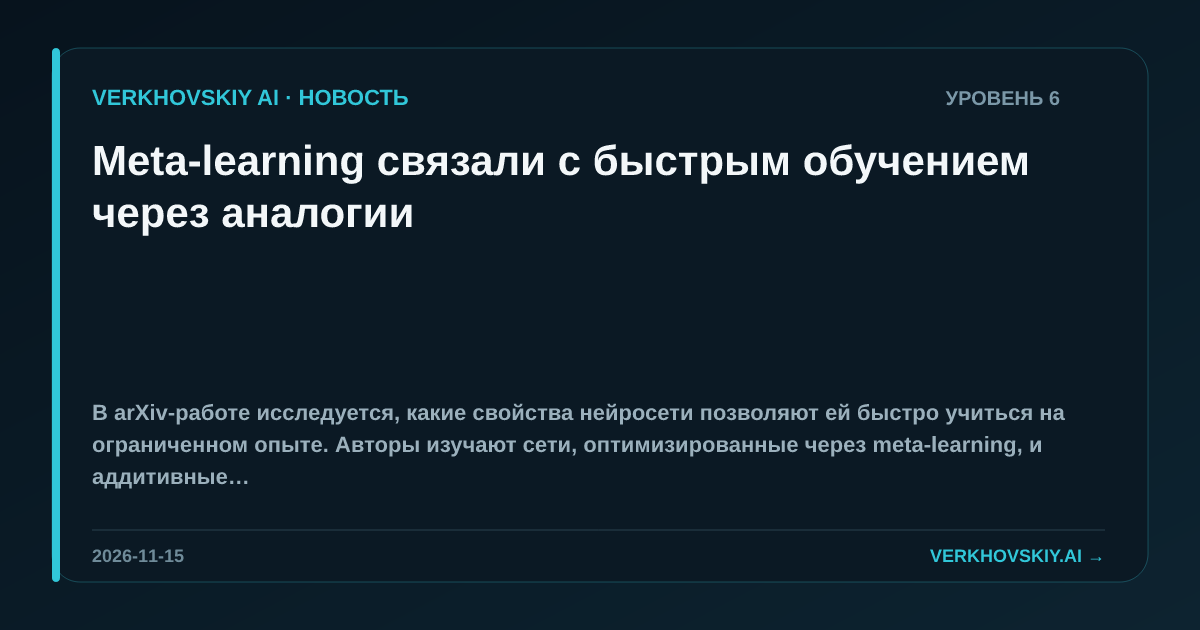 VERKHOVSKIY AI · НОВОСТЬ
УРОВЕНЬ 6
Meta-learning связали с быстрым обучением
через аналогии
В arXiv-работе исследуется, какие свойства нейросети позволяют ей быстро учиться на
ограниченном опыте. Авторы изучают сети, оптимизированные через meta-learning, и
аддитивные…
2026-11-15
VERKHOVSKIY.AI →